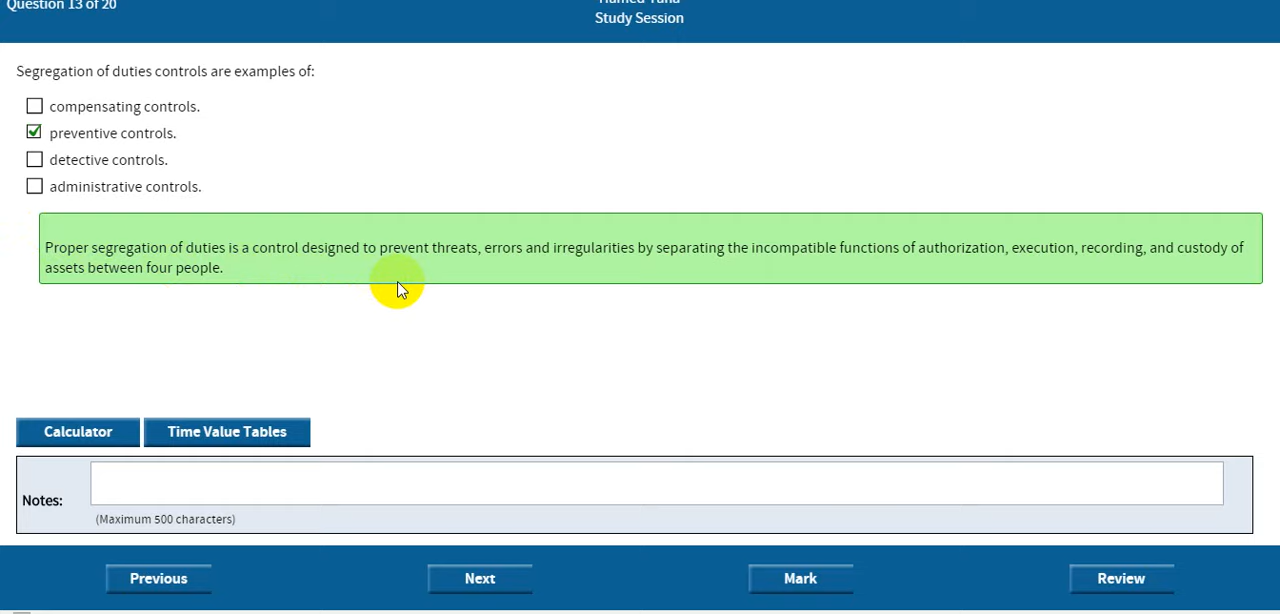 Question 13 of 20
Study Session
Segregation of duties controls are examples of:
compensating controls.
preventive controls.
detective controls.
administrative controls.
Proper segregation of duties is a control designed to prevent threats, errors and irregularities by separating the incompatible functions of authorization, execution, recording, and custody of
assets between four people.
Calculator
Time Value Tables
Notes:
(Maximum 500 characters)
Previous
Next
Mark
Review